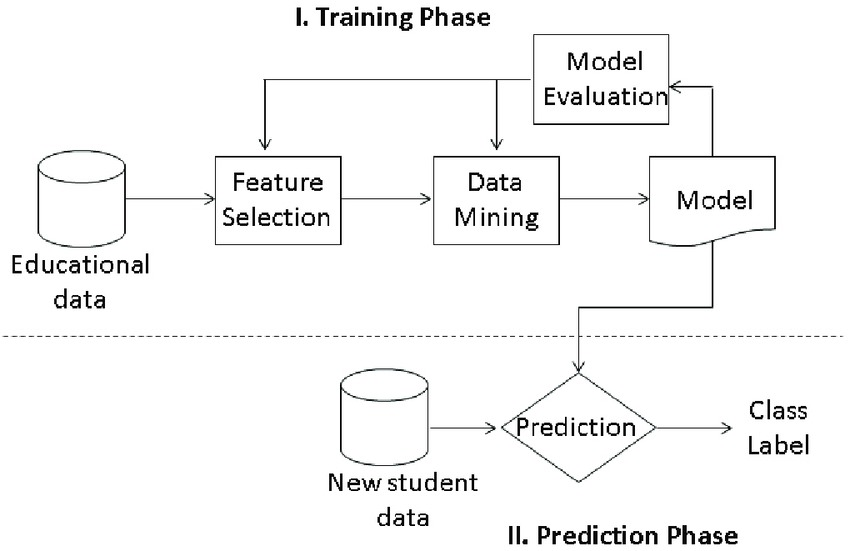 I. Training Phase
Model
Evaluation
Feature
Selection
Data
Mining
Model
Educational
data
Prediction
Class
Label
New student
data
II. Prediction Phase